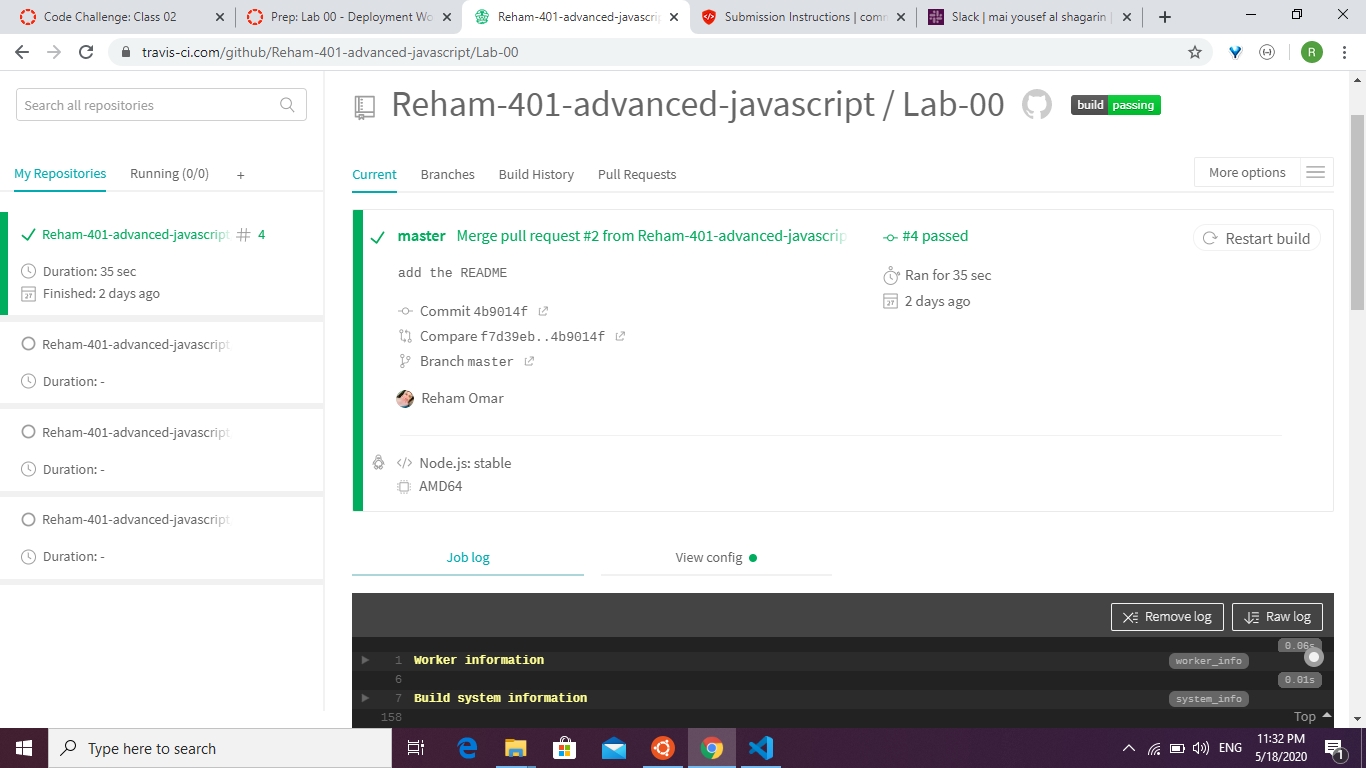 Code Challenge: Class 02
Prep: Lab 00 - Deployment Wo
Reham-401-advanced-javascrip
Submission Instructions | comm
Slack | mai yousef al shagarin |
travis-ci.com/github/Reham-401-advanced-javascript/Lab-00
R
Search all repositories
Reham-401-advanced-javascript / Lab-00
build passing
My Repositories
Running (0/0)
+
Current
Branches
Build History
Pull Requests
More options
Reham-401-advanced-javascript
# 4
Duration: 35 sec
Finished: 2 days ago
Reham-401-advanced-javascript
Duration: -
Reham-401-advanced-javascript
Duration: -
Reham-401-advanced-javascript
Duration: -
master Merge pull request #2 from Reham-401-advanced-javascrip
#4 passed
Restart build
add the README
Ran for 35 sec
2 days ago
Commit 4b9014f
Compare f7d39eb..4b9014f
Branch master
Reham Omar
</> Node.js: stable
AMD64
Job log
View config
Remove log
Raw log
0.06s
1 Worker information worker_info
6 0.01s
7 Build system information system_info
158
Top
Type here to search
ENG
11:32 PM
5/18/2020
1